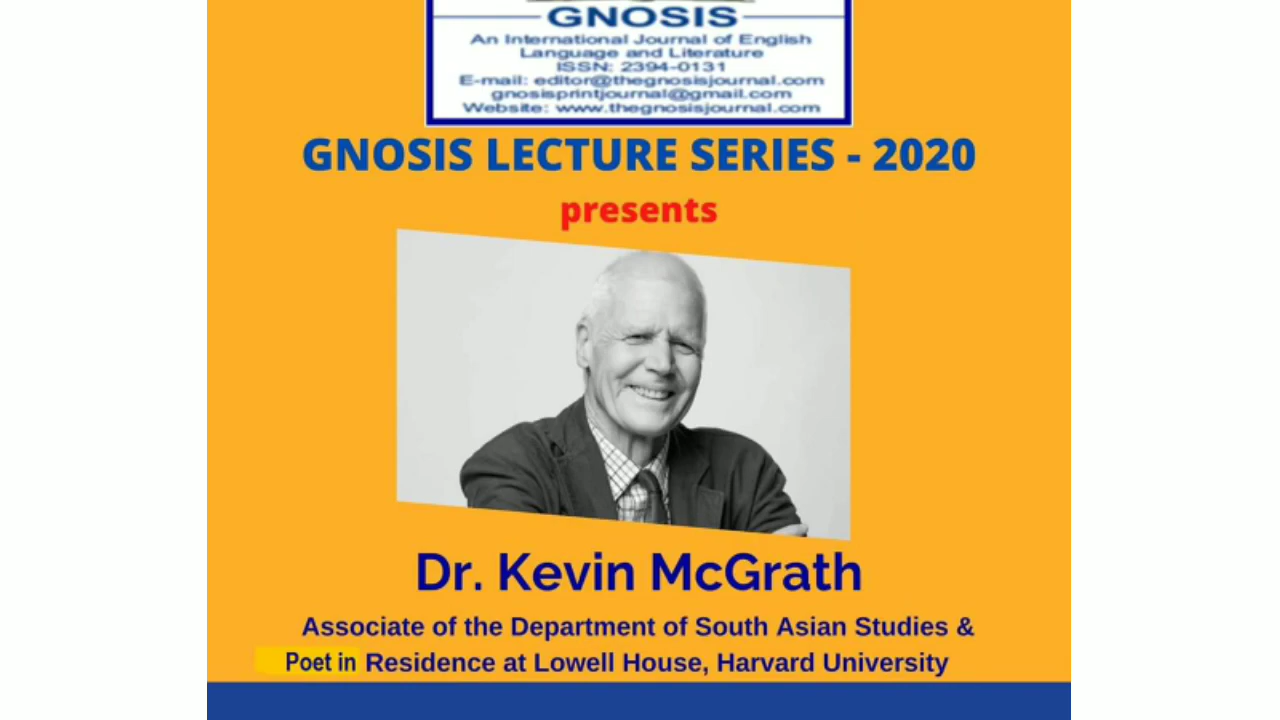 GNOSIS
An International Journal of English
Language and Literature
ISSN: 2394-0131
E-mail: editor@thegnosisjournal.com
gnosisprintjournal@gmail.com
Website: www.thegnosisjournal.com
GNOSIS LECTURE SERIES - 2020
presents
Dr. Kevin McGrath
Associate of the Department of South Asian Studies &
Poet in Residence at Lowell House, Harvard University